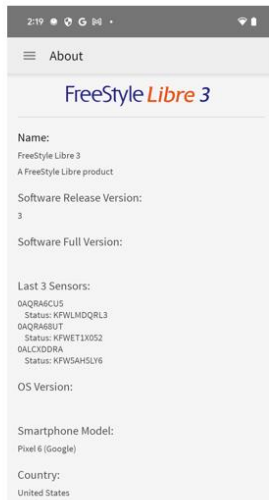 2:19
About
FreeStyle Libre 3
Name:
FreeStyle Libre 3
A FreeStyle Libre product
Software Release Version:
3
Software Full Version:
Last 3 Sensors:
0AQRA6CU5
Status: KFWLMDQRL3
0AQRA68UT
Status: KFWET1X052
0ALCXDDRA
Status: KFW5AH5LY6
OS Version:
Smartphone Model:
Pixel 6 (Google)
Country:
United States